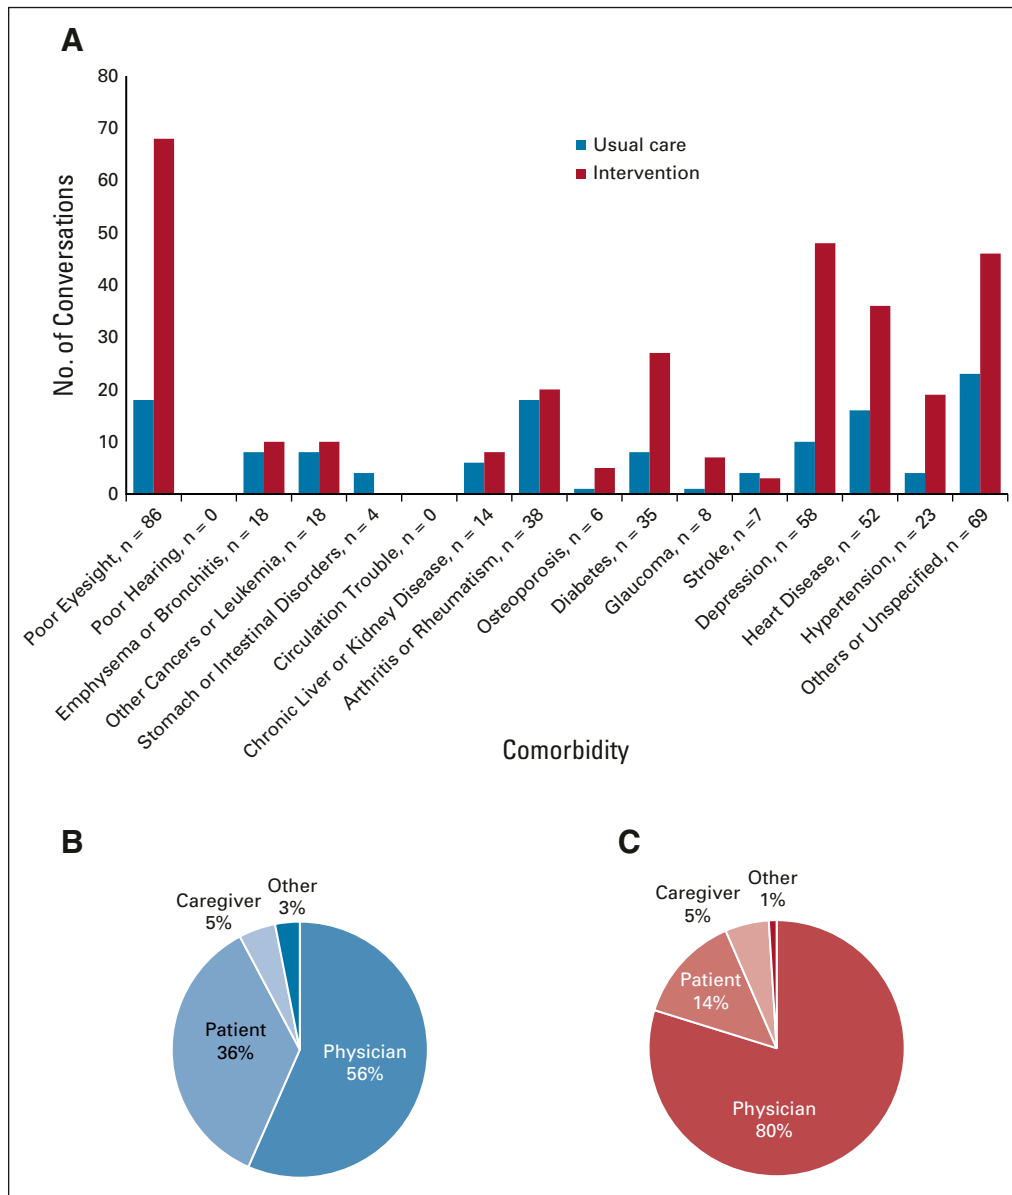 A
80
70
60
50
40
30
20
10
0
No. of Conversations
Usual care
Intervention
Poor Eyesight, n = 86
Poor Hearing, n = 0
Emphysema or Bronchitis, n = 18
Other Cancers or Leukemia, n = 18
Stomach or Intestinal Disorders, n = 4
Circulation Trouble, n = 0
Chronic Liver or Kidney Disease, n = 14
Arthritis or Rheumatism, n = 38
Osteoporosis, n = 6
Diabetes, n = 35
Glaucoma, n = 8
Stroke, n =7
Depression, n = 58
Heart Disease, n = 52
Hypertension, n = 23
Others or Unspecified, n = 69
Comorbidity
B
Other
3%
Caregiver
5%
Patient
36%
Physician
56%
C
Other
1%
Caregiver
5%
Patient
14%
Physician
80%